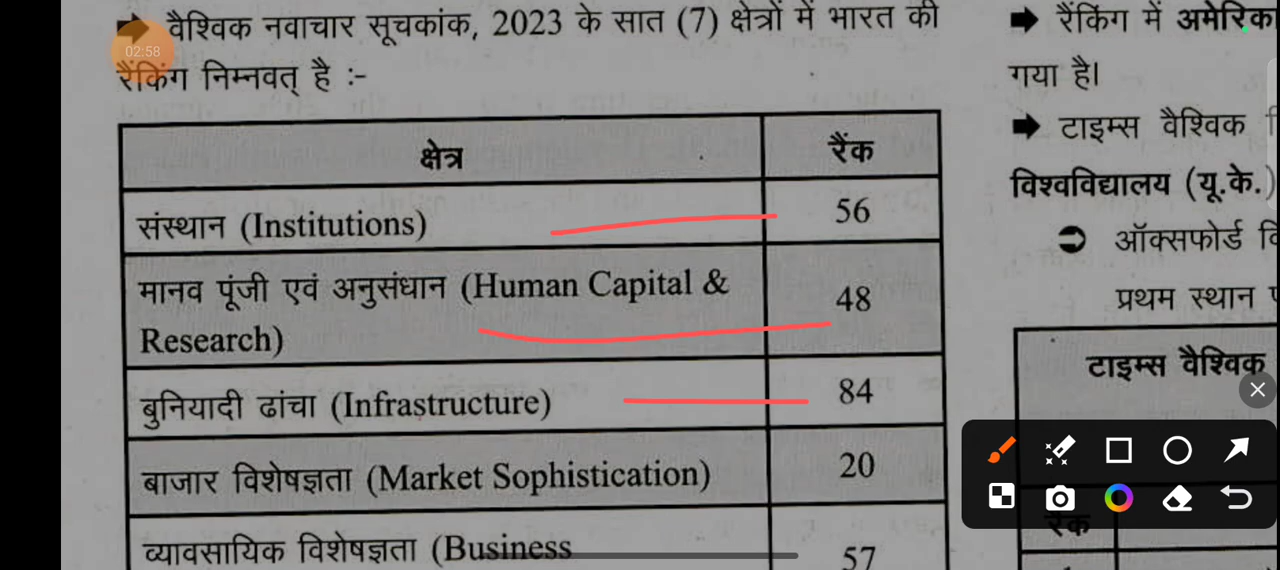 ➡ वैश्विक नवाचार सूचकांक, 2023 के सात (7) क्षेत्रों में भारत की
02:58
रैंकिंग निम्नवत् है :-
क्षेत्र रैंक
संस्थान (Institutions) 56
मानव पूंजी एवं अनुसंधान (Human Capital &
Research) 48
बुनियादी ढांचा (Infrastructure) 84
बाजार विशेषज्ञता (Market Sophistication) 20
व्यावसायिक विशेषज्ञता (Business 57
➡ रैंकिंग में
गया है।
➡ टाइम्स वैश्विक
विश्वविद्यालय (यू.के.)
ऑक्सफोर्ड
प्रथम स्थान
टाइम्स वैश्विक
रैंक